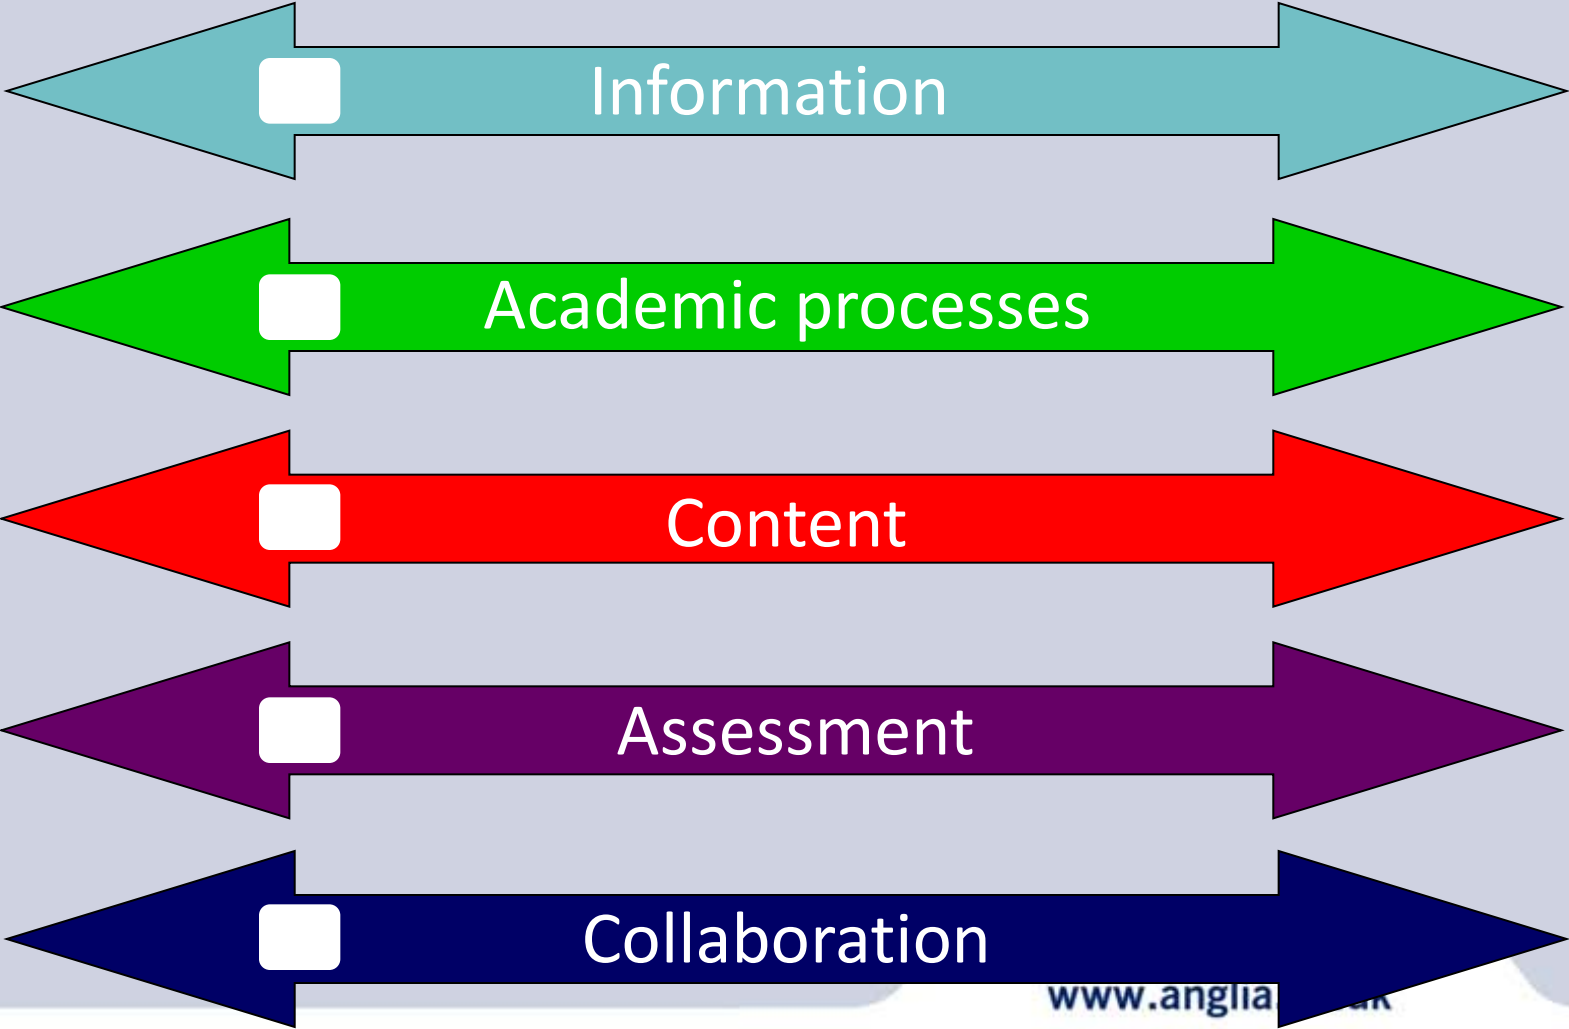 Information
Academic processes
Content
Assessment
Collaboration
www.anglia.